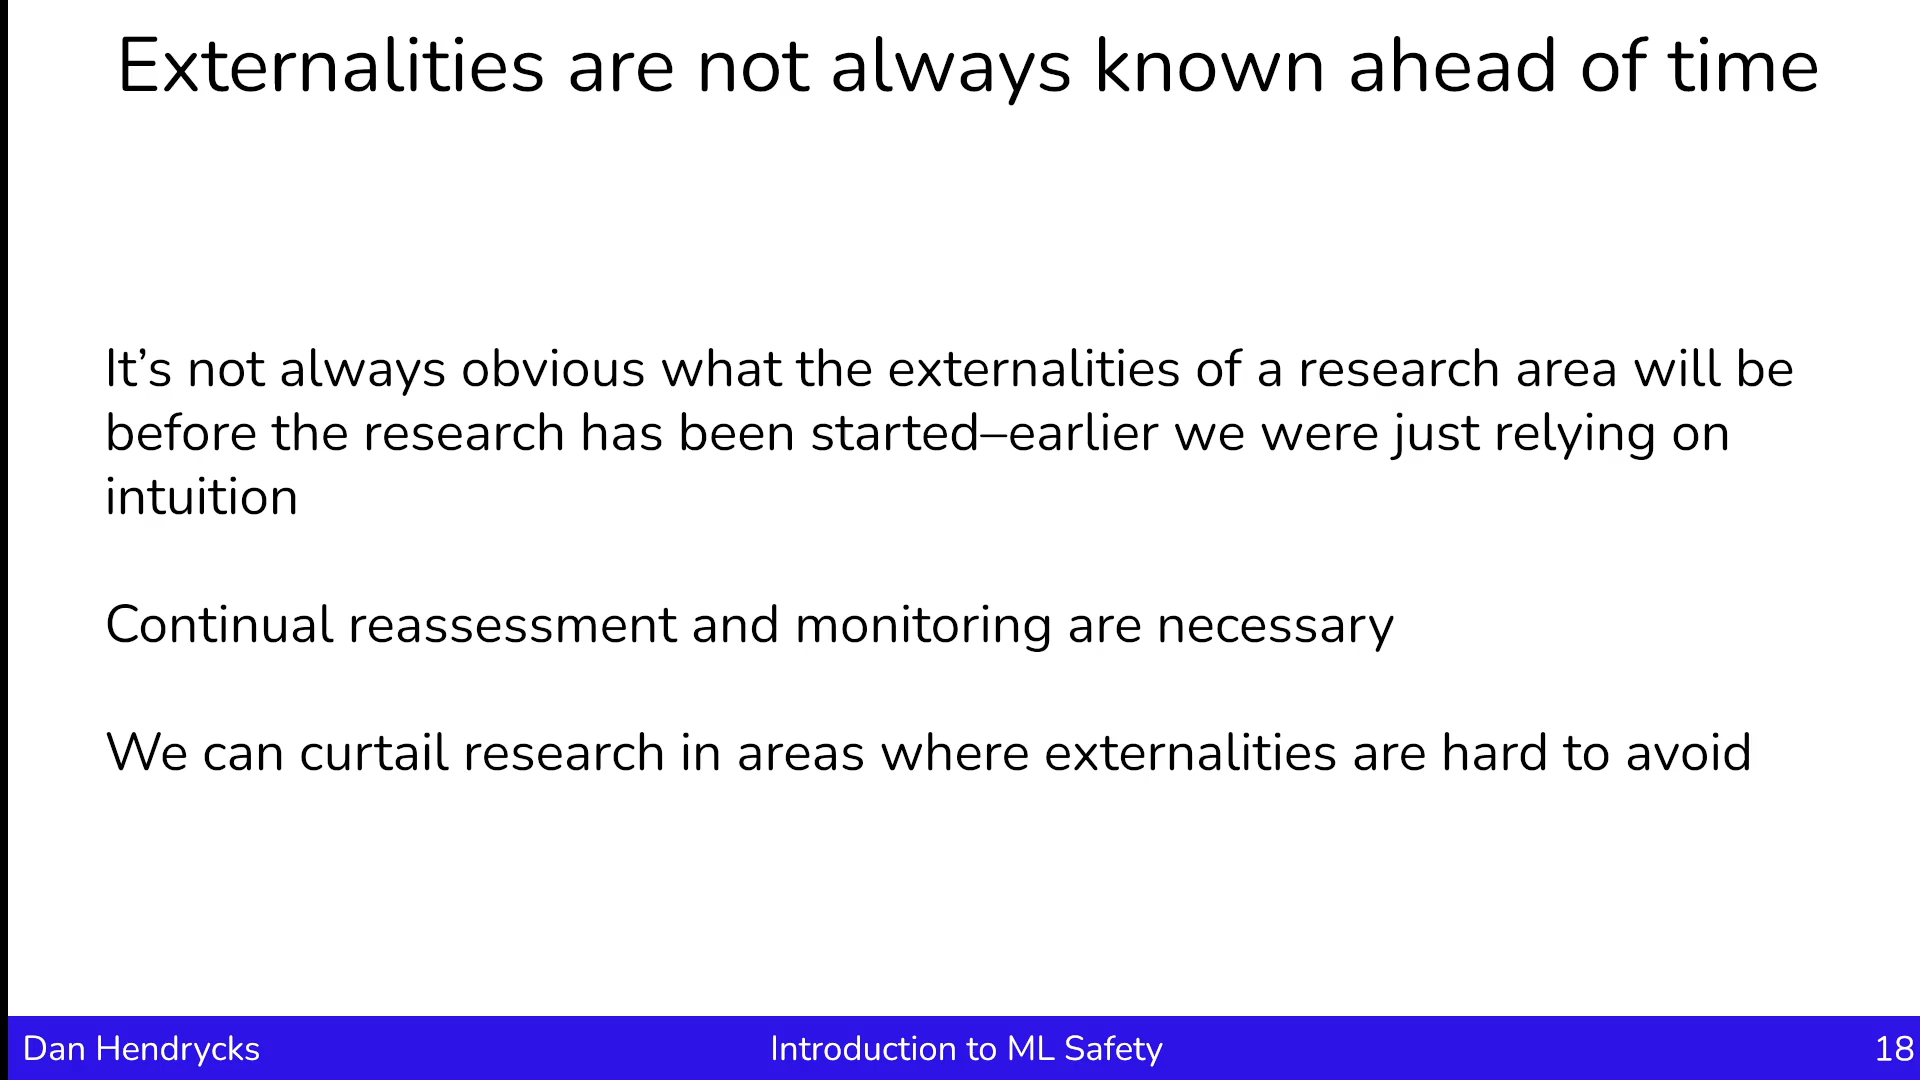 Externalities are not always known ahead of time
It’s not always obvious what the externalities of a research area will be
before the research has been started–earlier we were just relying on
intuition
Continual reassessment and monitoring are necessary
We can curtail research in areas where externalities are hard to avoid
Dan Hendrycks
Introduction to ML Safety
18